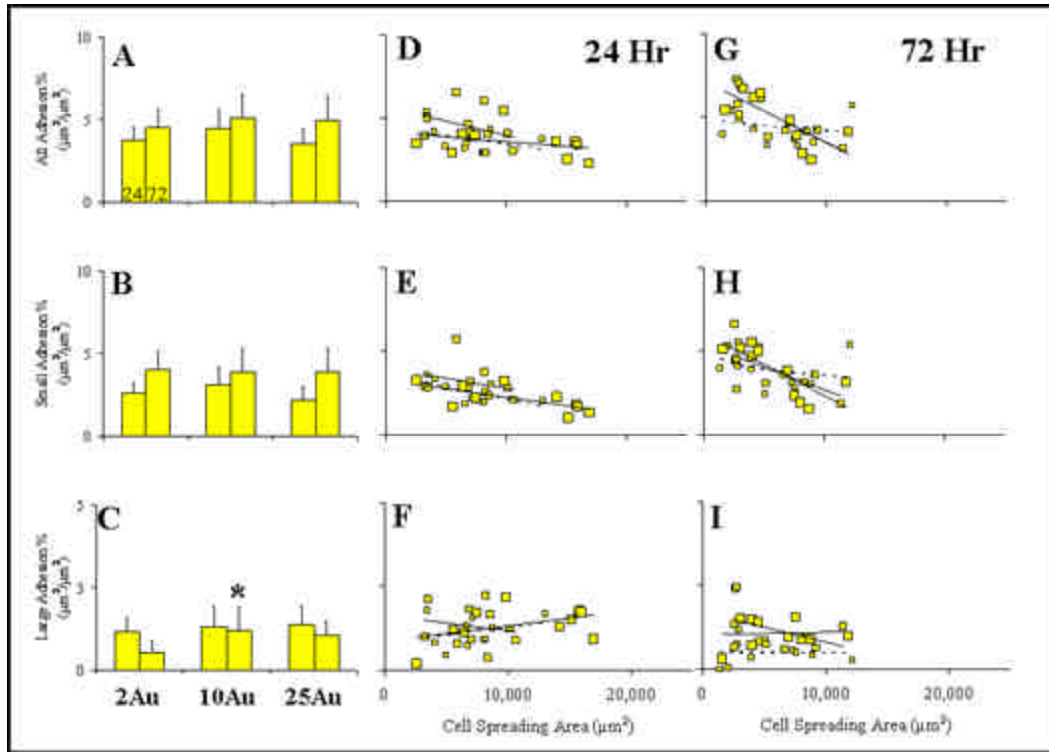 A
D
24 Hr
G
72 Hr
All Adhesion %
(µm²/µm²)
10
5
0
24 72
B
E
H
Small Adhesion %
(µm²/µm²)
10
5
0
C
F
I
Large Adhesion %
(µm²/µm²)
5
3
0
*
2Au 10Au 25Au
0 10,000 20,000
0 10,000 20,000
Cell Spreading Area (µm²)
Cell Spreading Area (µm²)